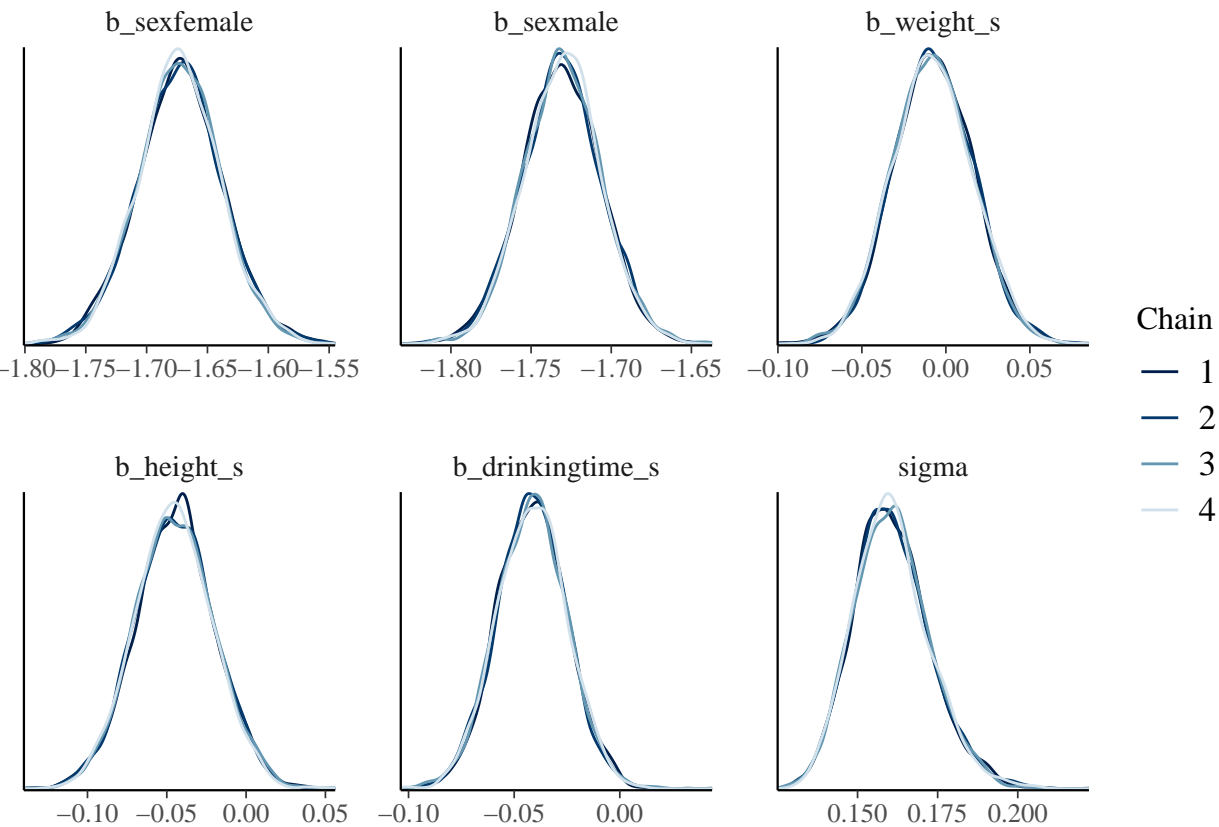 b_sexfemale
b_sexmale
b_weight_s
−1.80 −1.75 −1.70 −1.65 −1.60 −1.55
−1.80 −1.75 −1.70 −1.65
−0.10 −0.05 0.00 0.05
Chain
1
2
3
4
b_height_s
b_drinkingtime_s
sigma
−0.10 −0.05 0.00 0.05
−0.10 −0.05 0.00
0.150 0.175 0.200